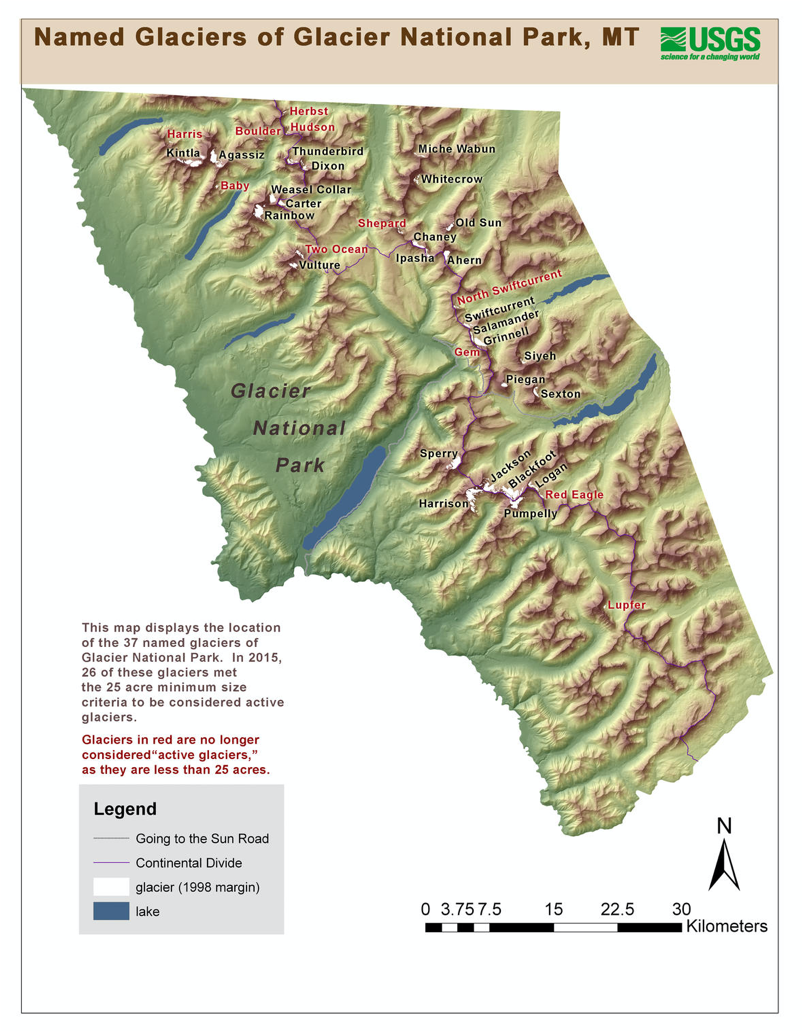 Named Glaciers of Glacier National Park, MT
USGS
science for a changing world
Herbst
Hudson
Boulder
Harris
Kintla
Agassiz
Thunderbird
Dixon
Miche Wabun
Whitecrow
Baby
Weasel Collar
Carter
Rainbow
Shepard
Old Sun
Chaney
Two Ocean
Ipasha
Ahern
Vulture
North Swiftcurrent
Swiftcurrent
Salamander
Grinnell
Gem
Siyeh
Piegan
Sexton
Glacier
National
Park
Sperry
Jackson
Blackfoot
Logan
Harrison
Red Eagle
Pumpelly
Lupfer
This map displays the location
of the 37 named glaciers of
Glacier National Park. In 2015,
26 of these glaciers met
the 25 acre minimum size
criteria to be considered active
glaciers.
Glaciers in red are no longer
considered“active glaciers,”
as they are less than 25 acres.
Legend
Going to the Sun Road
Continental Divide
glacier (1998 margin)
lake
N
0 3.75 7.5 15 22.5 30
Kilometers